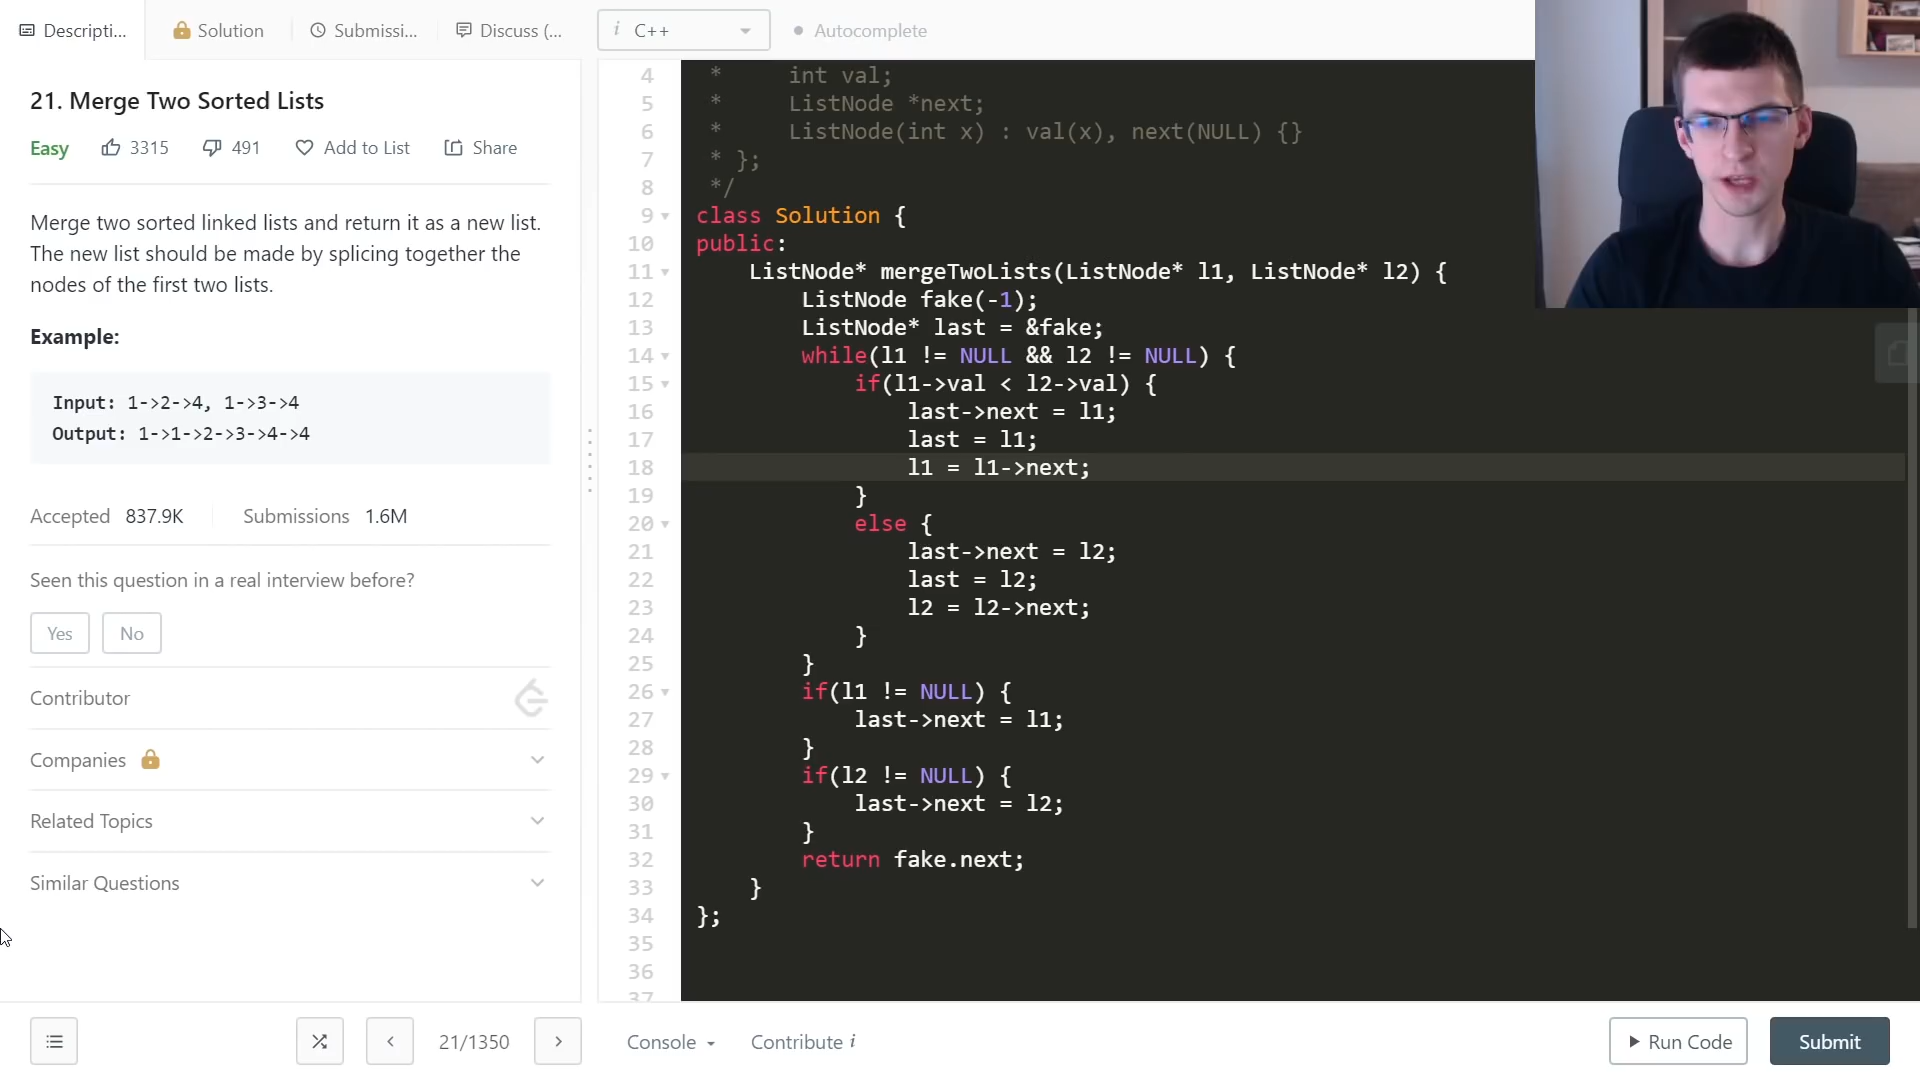 Descripti...
Solution
Submissi...
Discuss (...
i C++
Autocomplete
21. Merge Two Sorted Lists
Easy 3315 491 Add to List Share
Merge two sorted linked lists and return it as a new list.
The new list should be made by splicing together the
nodes of the first two lists.
Example:
Input: 1->2->4, 1->3->4
Output: 1->1->2->3->4->4
Accepted 837.9K Submissions 1.6M
Seen this question in a real interview before?
Yes No
Contributor
Companies
Related Topics
Similar Questions
21/1350
4 *     int val;
5 *     ListNode *next;
6 *     ListNode(int x) : val(x), next(NULL) {}
7 * };
8 */
9 class Solution {
10 public:
11     ListNode* mergeTwoLists(ListNode* l1, ListNode* l2) {
12         ListNode fake(-1);
13         ListNode* last = &fake;
14         while(l1 != NULL && l2 != NULL) {
15             if(l1->val < l2->val) {
16                 last->next = l1;
17                 last = l1;
18                 l1 = l1->next;
19             }
20             else {
21                 last->next = l2;
22                 last = l2;
23                 l2 = l2->next;
24             }
25         }
26         if(l1 != NULL) {
27             last->next = l1;
28         }
29         if(l2 != NULL) {
30             last->next = l2;
31         }
32         return fake.next;
33     }
34 };
35
36
37
Console Contribute i
Run Code Submit